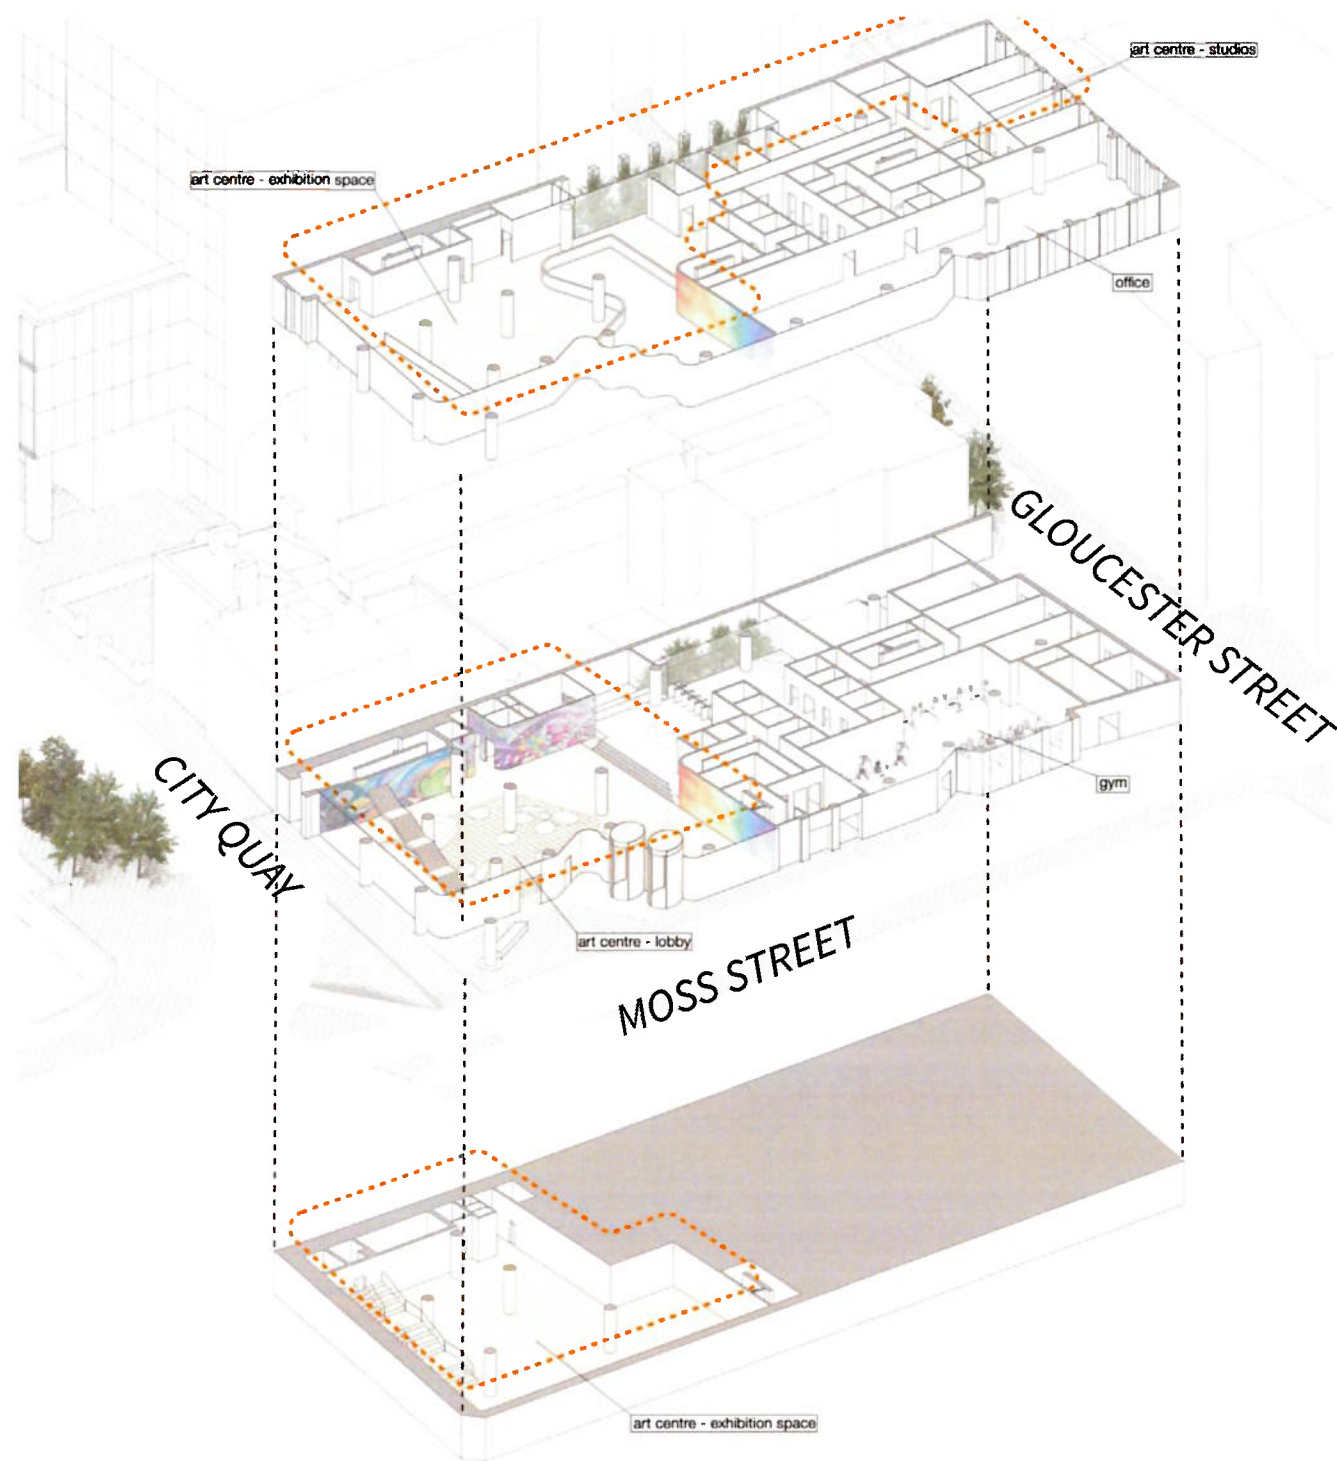 art centre - studios
art centre - exhibition space
office
GLOUCESTER STREET
CITY QUAY
gym
art centre - lobby
MOSS STREET
art centre - exhibition space